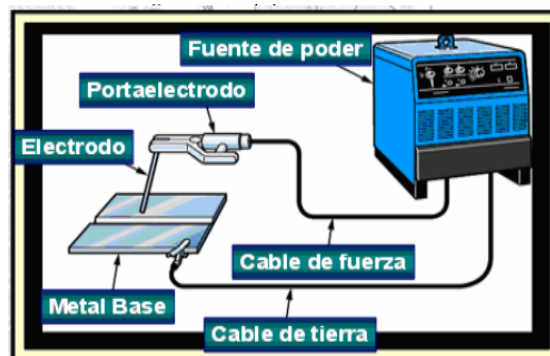 Fuente de poder
Portaelectrodo
Electrodo
Cable de fuerza
Metal Base
Cable de tierra